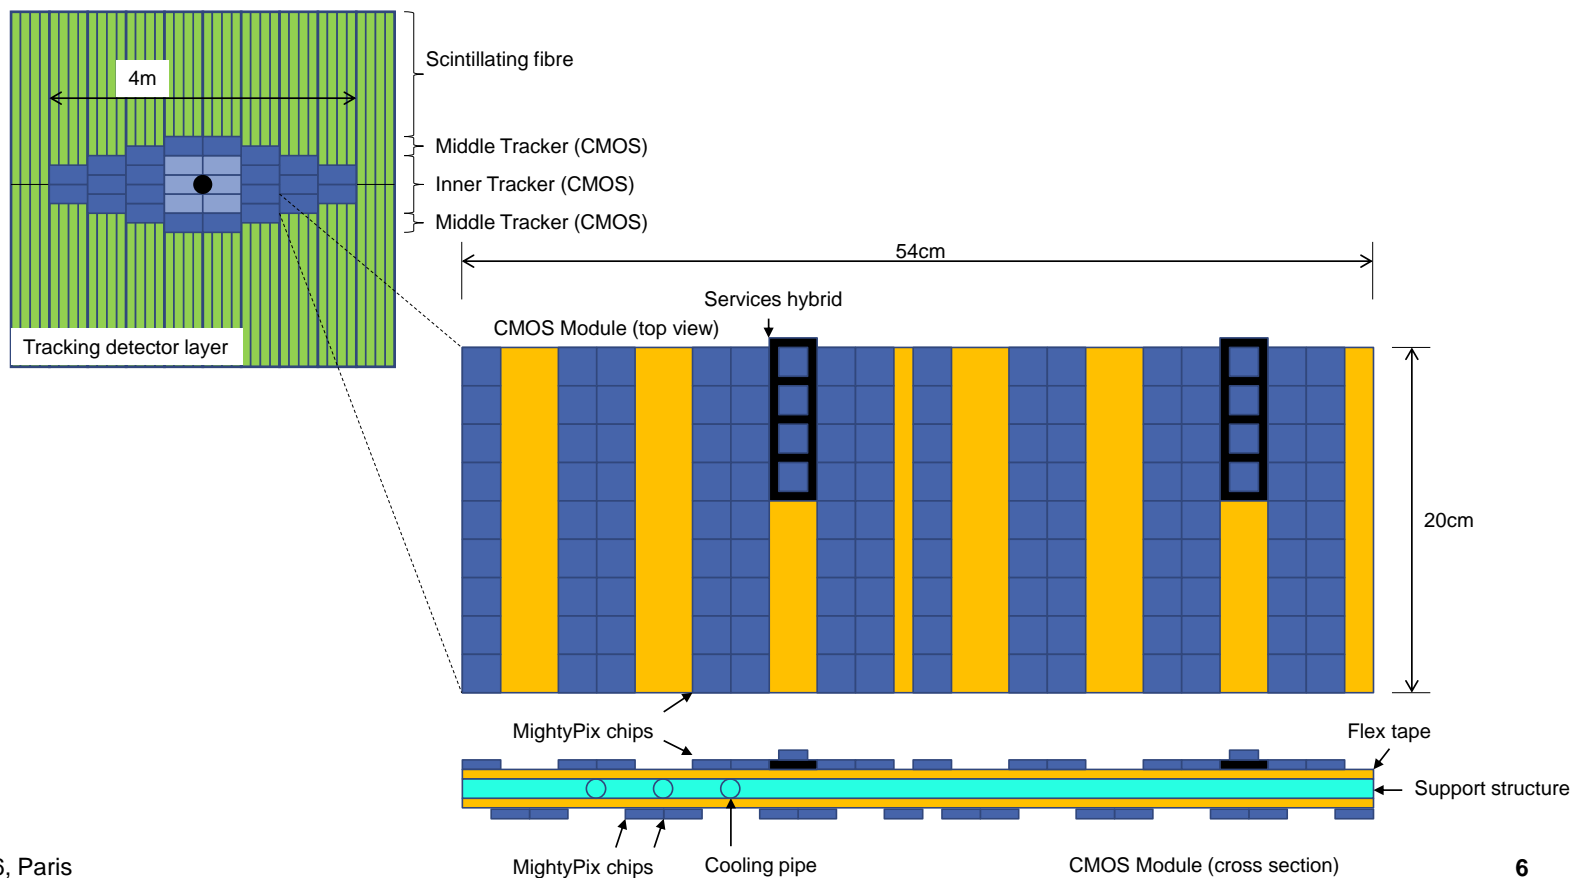 Scintillating fibre
4m
Middle Tracker (CMOS)
Inner Tracker (CMOS)
Middle Tracker (CMOS)
54cm
Services hybrid
CMOS Module (top view)
Tracking detector layer
20cm
MightyPix chips
Flex tape
Support structure
MightyPix chips
Cooling pipe
CMOS Module (cross section)
, Paris
6